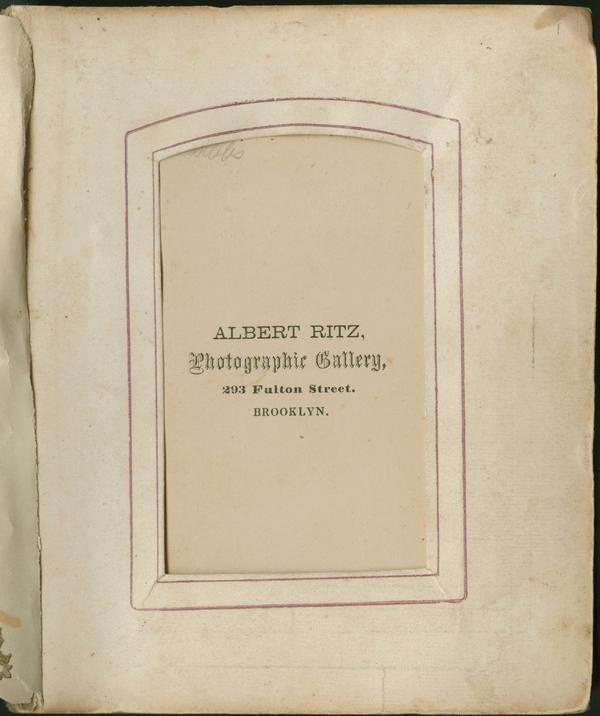 ALBERT RITZ,
Photographic Gallery,
293 Fulton Street.
BROOKLYN.